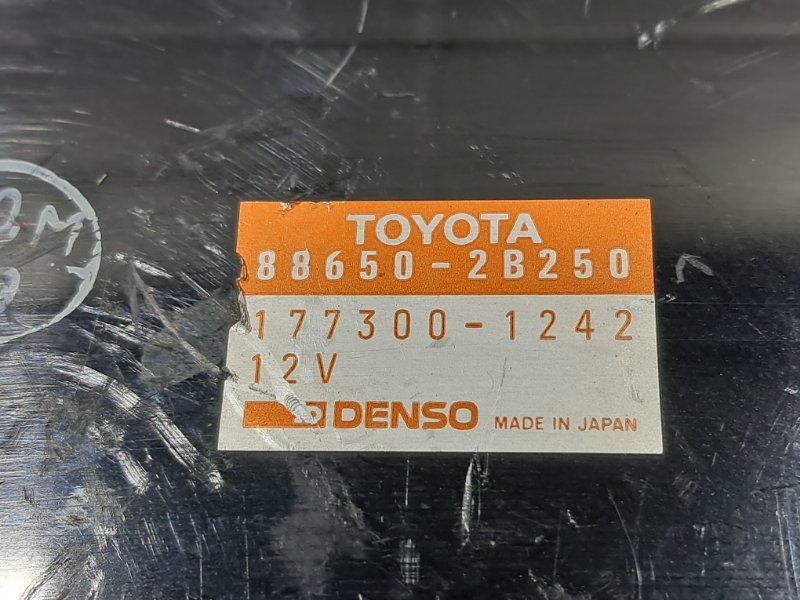 TOYOTA
88650-2B250
177300-1242
12V
DENSO MADE IN JAPAN